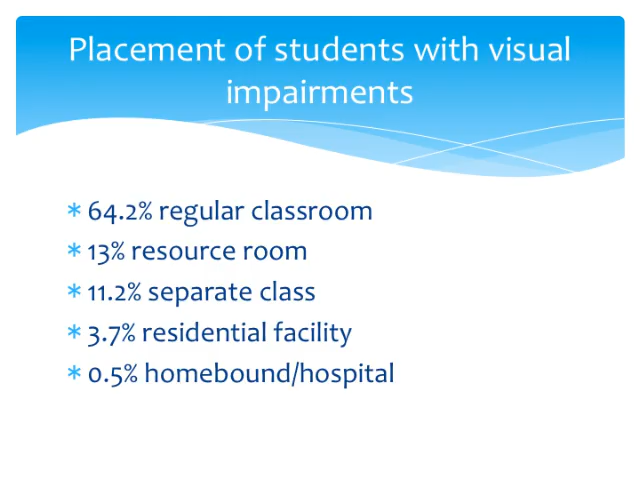 Placement of students with visual
impairments
* 64.2% regular classroom
* 13% resource room
* 11.2% separate class
* 3.7% residential facility
* 0.5% homebound/hospital